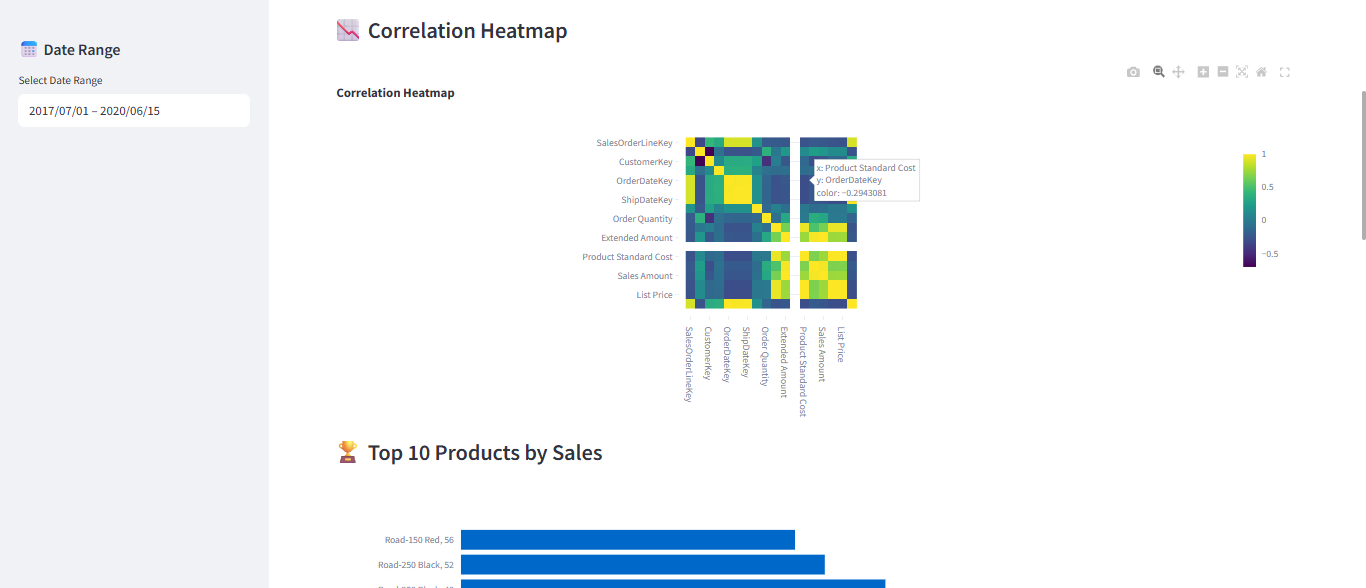 Date Range
Select Date Range
2017/07/01 – 2020/06/15
Correlation Heatmap
Correlation Heatmap
SalesOrderLineKey
CustomerKey
OrderDateKey
ShipDateKey
Order Quantity
Extended Amount
Product Standard Cost
Sales Amount
List Price
x: Product Standard Cost
y: OrderDateKey
color: −0.2943081
1
0.5
0
−0.5
SalesOrderLineKey
CustomerKey
OrderDateKey
ShipDateKey
Order Quantity
Extended Amount
Product Standard Cost
Sales Amount
List Price
Top 10 Products by Sales
Road-150 Red, 56
Road-250 Black, 52